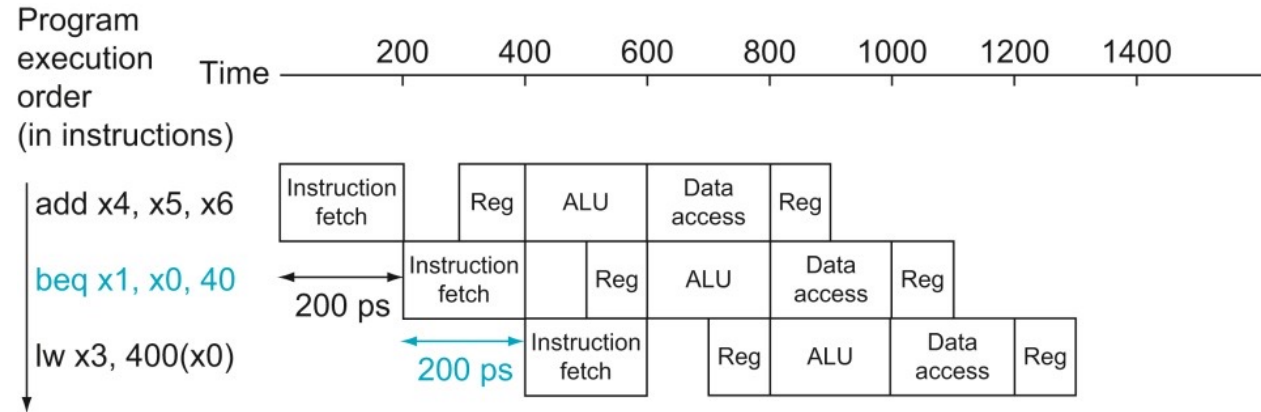 Program
execution
order
(in instructions)
Time
200 400 600 800 1000 1200 1400
add x4, x5, x6
Instruction
fetch
Reg
ALU
Data
access
Reg
beq x1, x0, 40
200 ps
Instruction
fetch
Reg
ALU
Data
access
Reg
lw x3, 400(x0)
200 ps
Instruction
fetch
Reg
ALU
Data
access
Reg